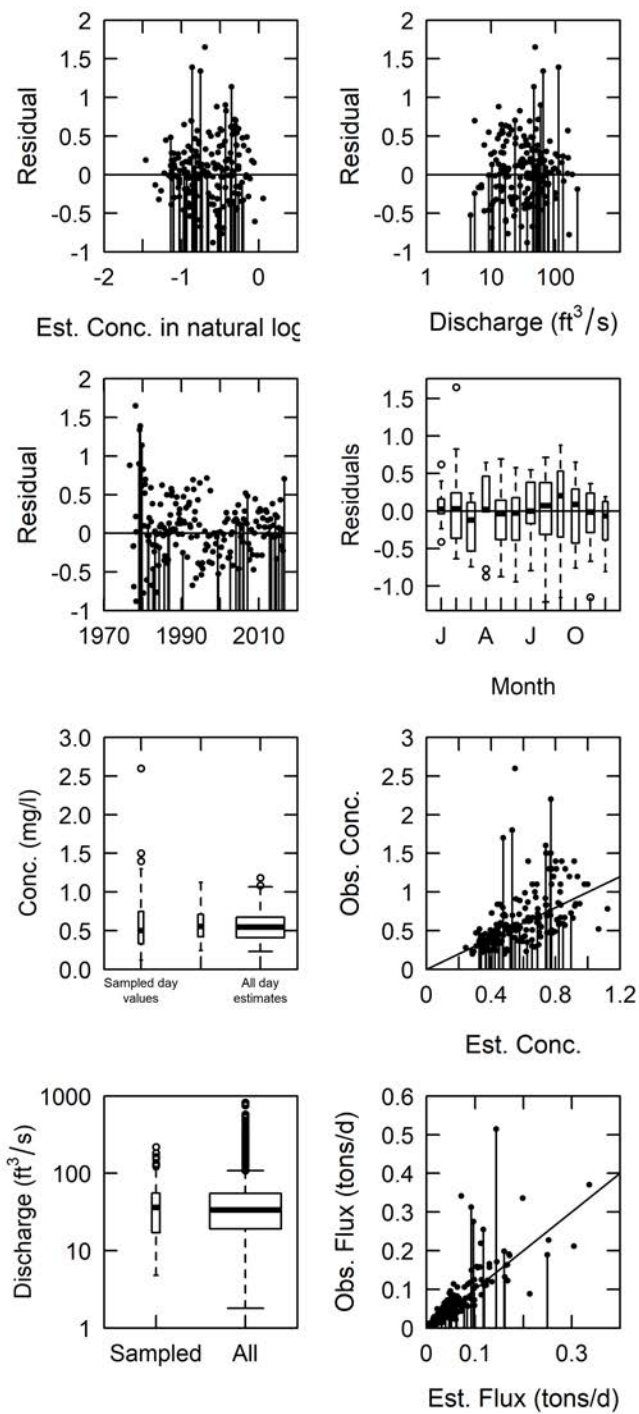 2
1.5
1
0.5
0
-0.5
-1
Residual
-2 -1 0
Est. Conc. in natural log
2
1.5
1
0.5
0
-0.5
-1
Residual
1 10 100
Discharge (ft³/s)
2
1.5
1
0.5
0
-0.5
-1
Residual
1970 1990 2010
1.5
1.0
0.5
0.0
-0.5
-1.0
Residuals
J A J O
Month
3.0
2.5
2.0
1.5
1.0
0.5
0.0
Conc. (mg/l)
Sampled day
values
All day
estimates
3
2.5
2
1.5
1
0.5
0
Obs. Conc.
0 0.4 0.8 1.2
Est. Conc.
1000
100
10
1
Discharge (ft³/s)
Sampled All
0.6
0.5
0.4
0.3
0.2
0.1
0
Obs. Flux (tons/d)
0 0.1 0.3
Est. Flux (tons/d)